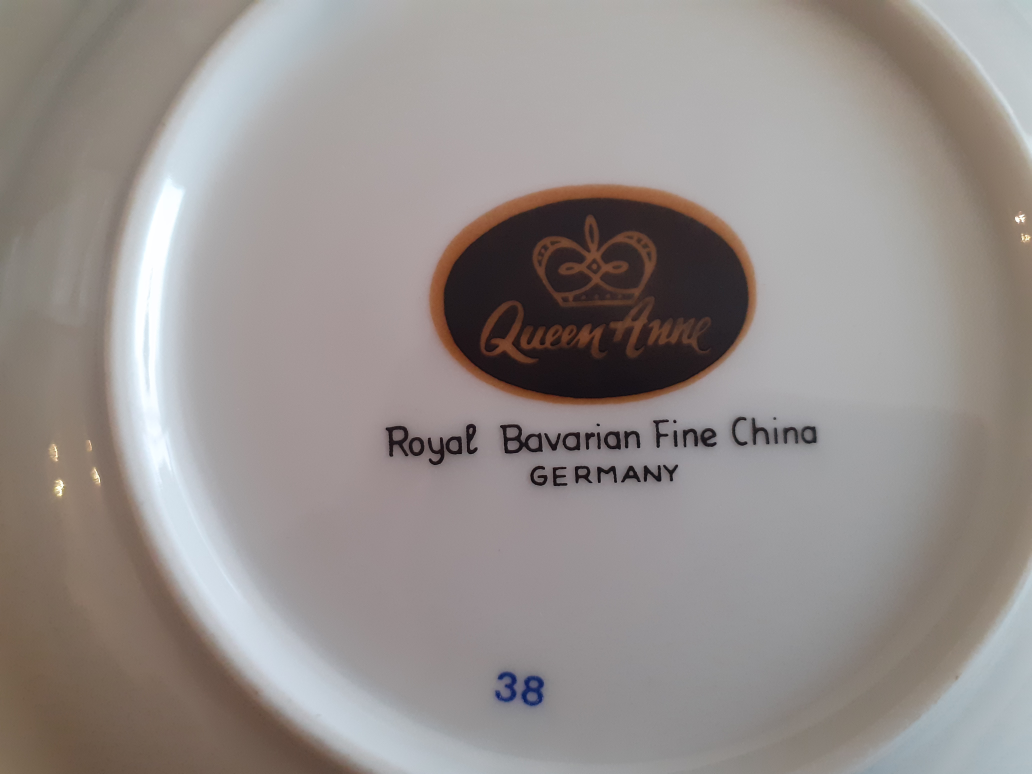 Queen Anne
Royal Bavarian Fine China
GERMANY
38